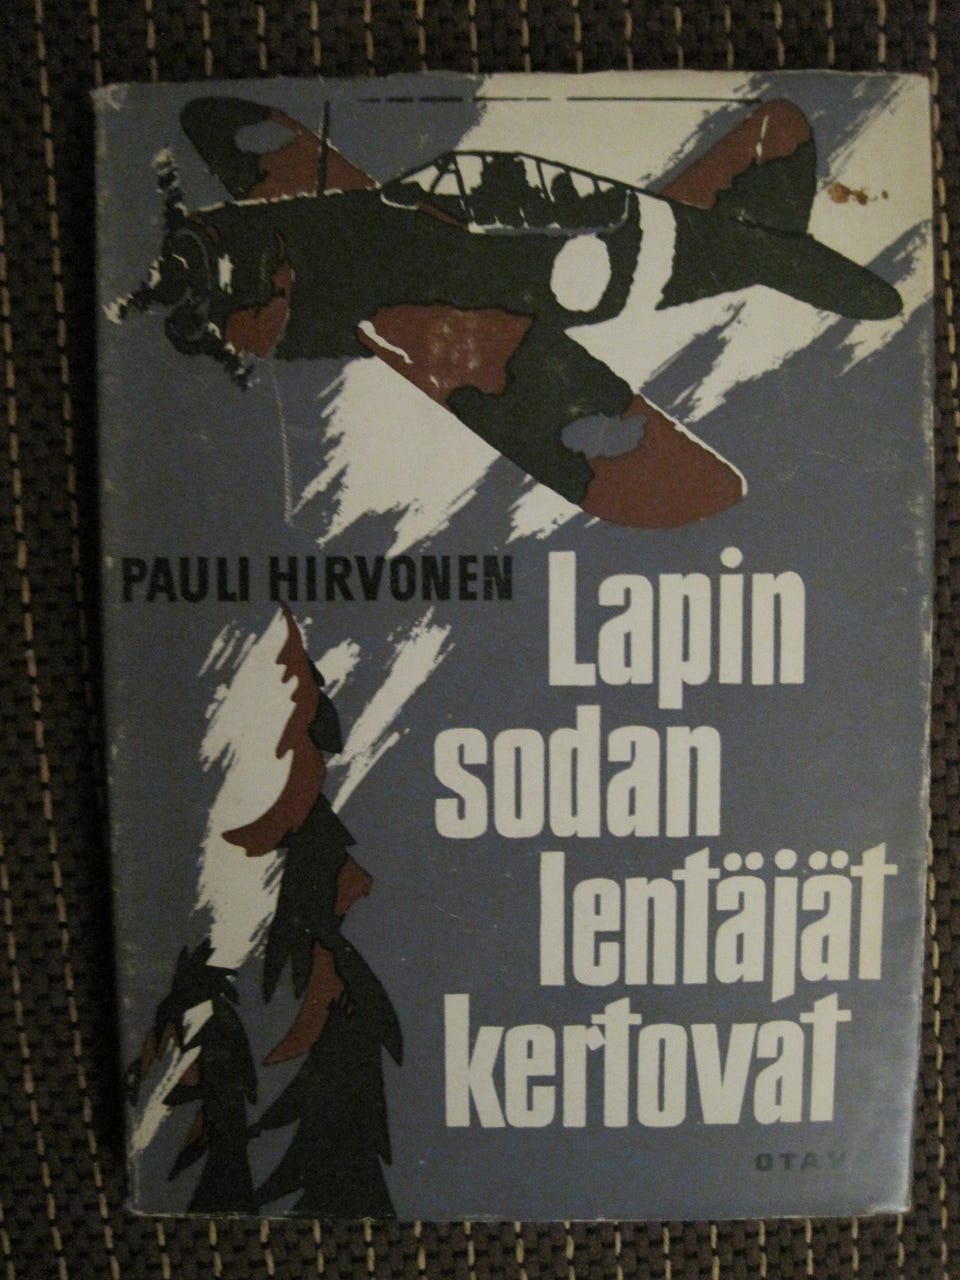 PAULI HIRVONEN
Lapin
sodan
lentäjät
kertovat
OTAVA